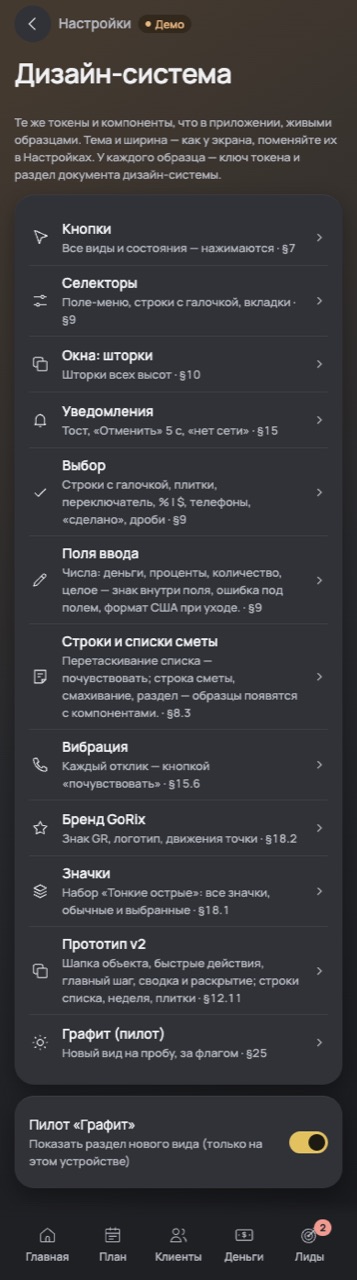 Настройки
Демо
Дизайн-система
Те же токены и компоненты, что в приложении, живыми
образцами. Тема и ширина — как у экрана, поменяйте их
в Настройках. У каждого образца — ключ токена и
раздел документа дизайн-системы.
Кнопки
Все виды и состояния — нажимаются · §7
Селекторы
Поле-меню, строки с галочкой, вкладки ·
§9
Окна: шторки
Шторки всех высот · §10
Уведомления
Тост, «Отменить» 5 с, «нет сети» · §15
Выбор
Строки с галочкой, плитки,
переключатель, % | $, телефоны,
«сделано», дроби · §9
Поля ввода
Числа: деньги, проценты, количество,
целое — знак внутри поля, ошибка под
полем, формат США при уходе. · §9
Строки и списки сметы
Перетаскивание списка —
почувствовать; строка сметы,
смахивание, раздел — образцы появятся
с компонентами. · §8.3
Вибрация
Каждый отклик — кнопкой
«почувствовать» · §15.6
Бренд GoRix
Знак GR, логотип, движения точки · §18.2
Значки
Набор «Тонкие острые»: все значки,
обычные и выбранные · §18.1
Прототип v2
Шапка объекта, быстрые действия,
главный шаг, сводка и раскрытие; строки
списка, неделя, плитки · §12.11
Графит (пилот)
Новый вид на пробу, за флагом · §25
Пилот «Графит»
Показать раздел нового вида (только на
этом устройстве)
2
Главная
План
Клиенты
Деньги
Лиды